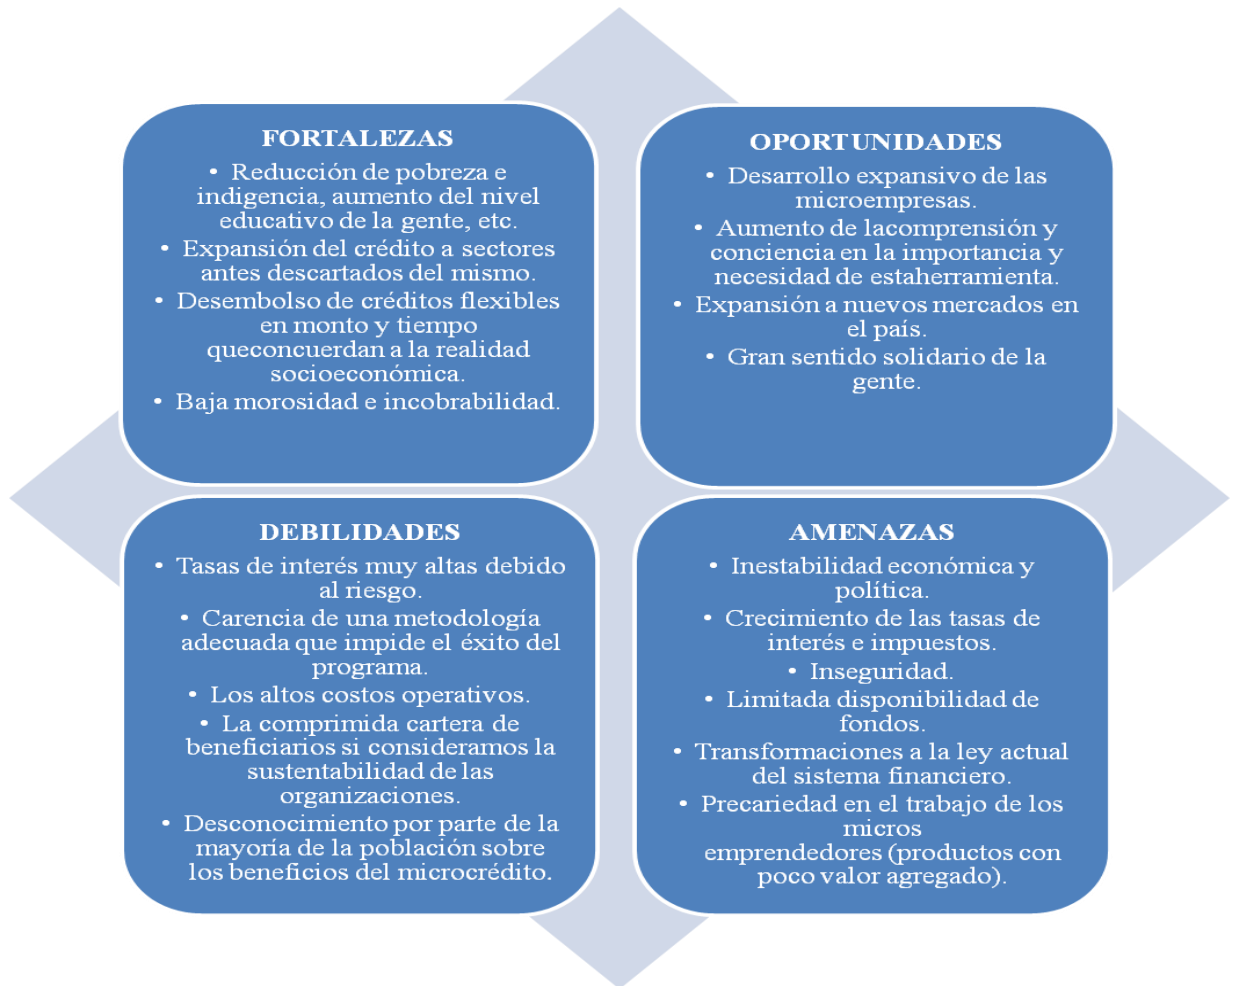 FORTALEZAS
• Reducción de pobreza e
indigencia, aumento del nivel
educativo de la gente, etc.
• Expansión del crédito a sectores
antes descartados del mismo.
• Desembolso de créditos flexibles
en monto y tiempo
queconcuerdan a la realidad
socioeconómica.
• Baja morosidad e incobrabilidad.
OPORTUNIDADES
• Desarrollo expansivo de las
microempresas.
• Aumento de lacomprensión y
conciencia en la importancia y
necesidad de estaherramienta.
• Expansión a nuevos mercados en
el país.
• Gran sentido solidario de la
gente.
DEBILIDADES
• Tasas de interés muy altas debido
al riesgo.
• Carencia de una metodología
adecuada que impide el éxito del
programa.
• Los altos costos operativos.
• La comprimida cartera de
beneficiarios si consideramos la
sustentabilidad de las
organizaciones.
• Desconocimiento por parte de la
mayoría de la población sobre
los beneficios del microcrédito.
AMENAZAS
• Inestabilidad económica y
política.
• Crecimiento de las tasas de
interés e impuestos.
• Inseguridad.
• Limitada disponibilidad de
fondos.
• Transformaciones a la ley actual
del sistema financiero.
• Precariedad en el trabajo de los
micros
emprendedores (productos con
poco valor agregado).